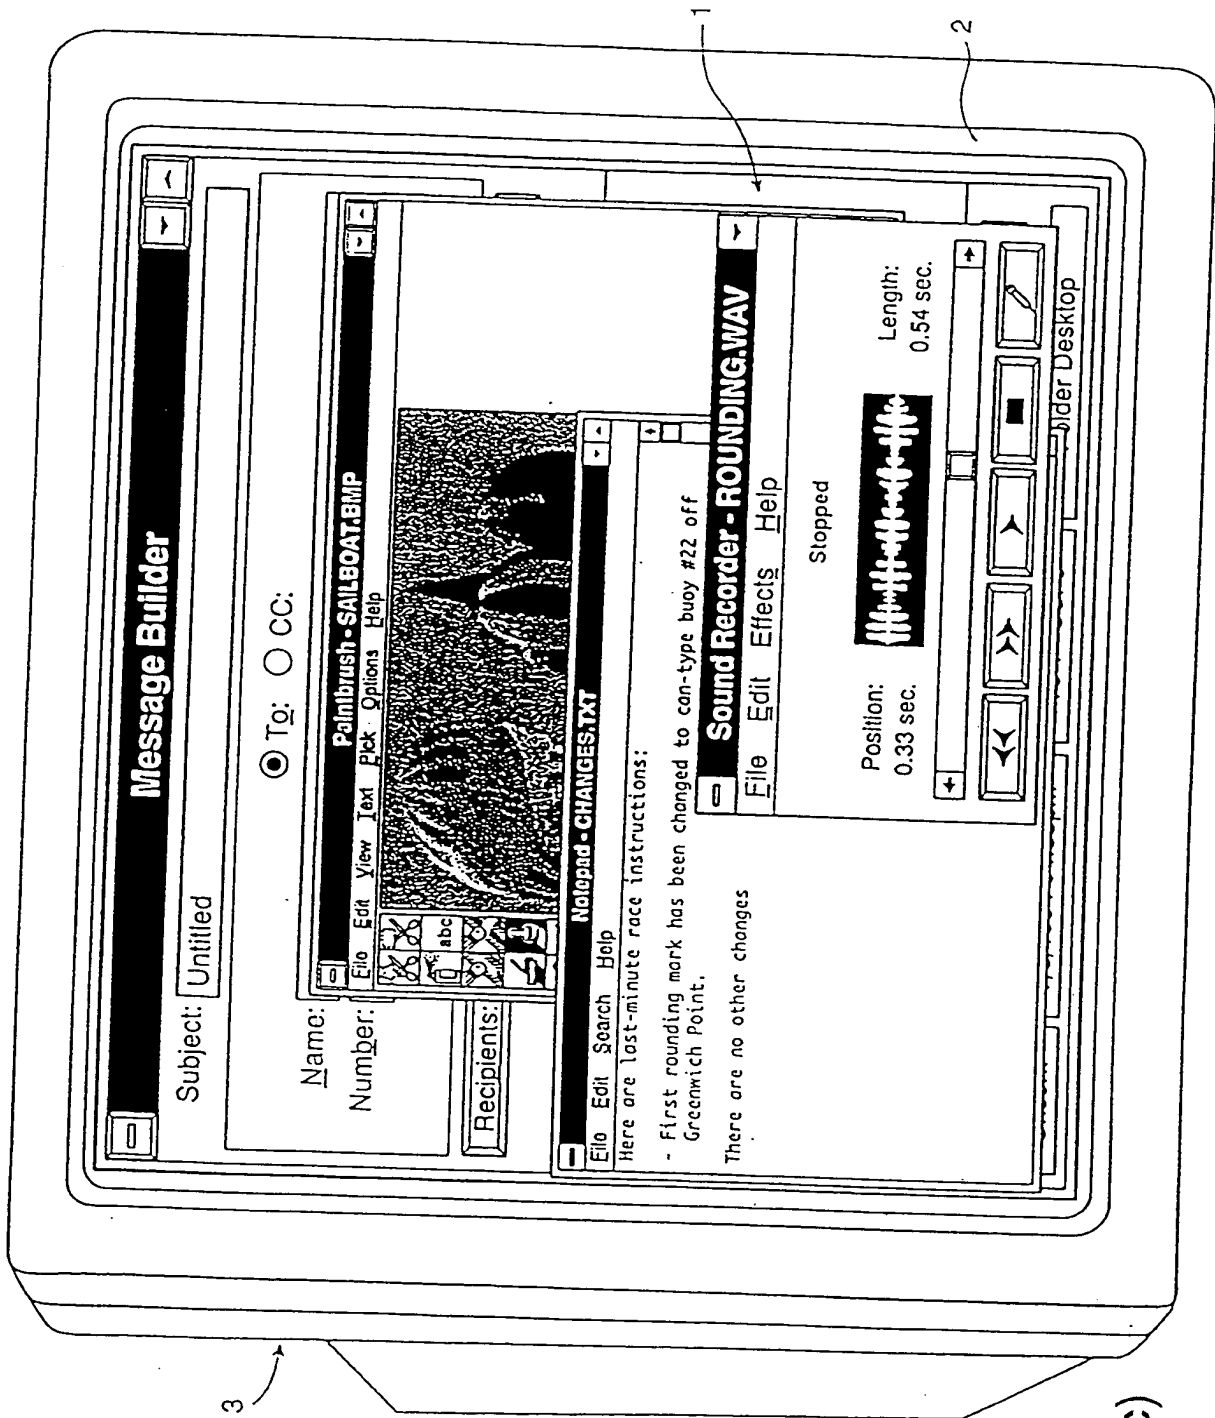 Message Builder
Subject: Untitled
To: CC:
Name:
Number:
Recipients:
Paintbrush - SAILBOAT.BMP
File Edit View Text Pick Options Help
abc
Notepad - CHANGES.TXT
File Edit Search Help
Here are last-minute race instructions:
- First rounding mark has been changed to can-type buoy #22 off
Greenwich Point.
There are no other changes
Sound Recorder - ROUNDING.WAV
File Edit Effects Help
Stopped
Position:
0.33 sec.
Length:
0.54 sec.
older Desktop
1
2
3